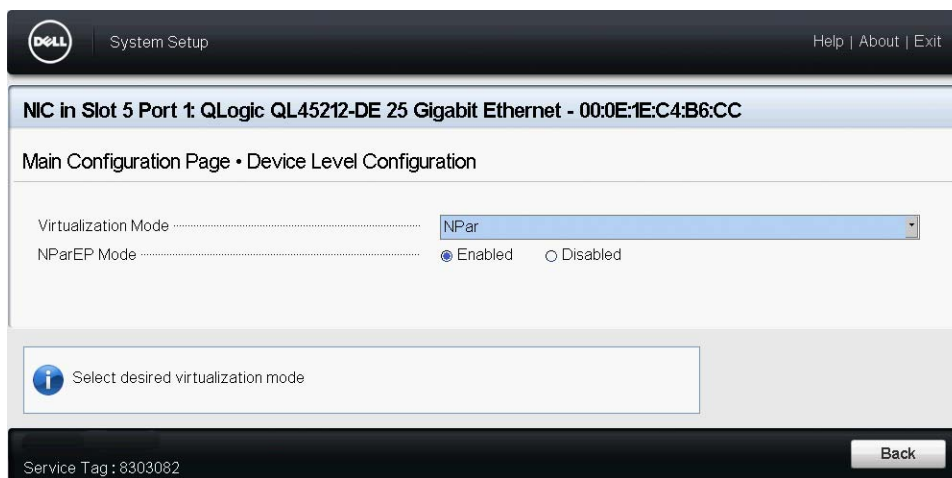 DELL
System Setup
Help | About | Exit
NIC in Slot 5 Port 1: QLogic QL45212-DE 25 Gigabit Ethernet - 00:0E:1E:C4:B6:CC
Main Configuration Page • Device Level Configuration
Virtualization Mode NPar
NParEP Mode Enabled Disabled
Select desired virtualization mode
Service Tag : 8303082
Back